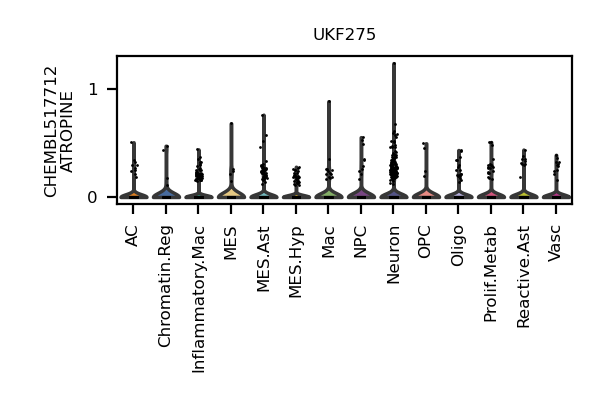 UKF275
CHEMBL517712
ATROPINE
1
0
AC
Chromatin.Reg
Inflammatory.Mac
MES
MES.Ast
MES.Hyp
Mac
NPC
Neuron
OPC
Oligo
Prolif.Metab
Reactive.Ast
Vasc